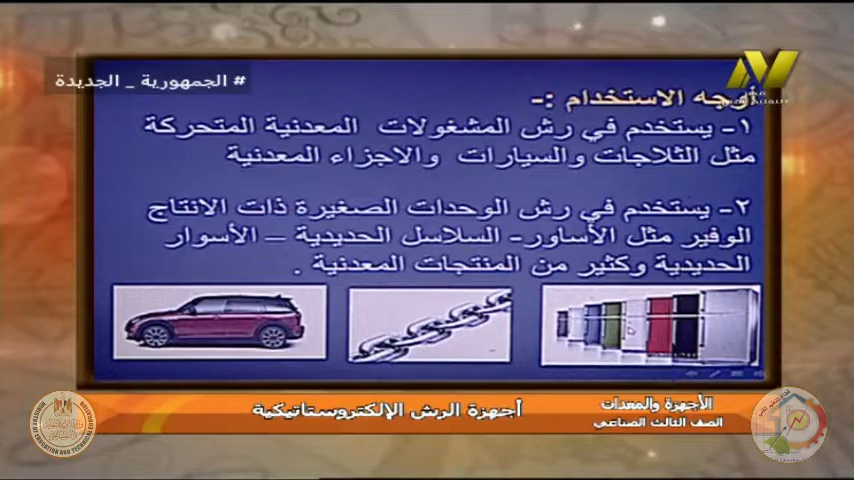 # الجمهورية _ الجديدة
أوجه الاستخدام :-
١- يستخدم في رش المشغولات المعدنية المتحركة
مثل الثلاجات والسيارات والاجزاء المعدنية
٢- يستخدم في رش الوحدات الصغيرة ذات الانتاج
الوفير مثل الأساور- السلاسل الحديدية – الأسوار
الحديدية وكثير من المنتجات المعدنية .
الأجهزة والمعدات
أجهزة الرش الإلكتروستاتيكية
الصف الثالث الصناعي